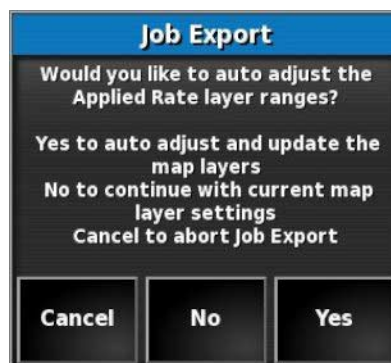 Job Export
Would you like to auto adjust the
Applied Rate layer ranges?
Yes to auto adjust and update the
map layers
No to continue with current map
layer settings
Cancel to abort Job Export
Cancel
No
Yes